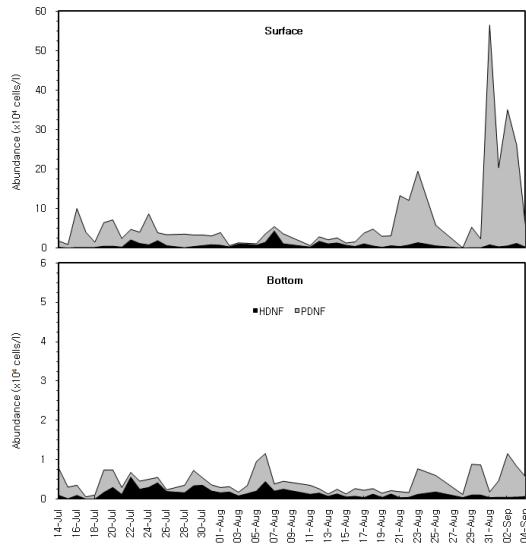 60
Surface
50
40
30
20
10
0
Abundance (x10⁴ cells/l)
6
Bottom
5
HDNF PDNF
4
3
2
1
0
Abundance (x10⁴ cells/l)
14-Jul 16-Jul 18-Jul 20-Jul 22-Jul 24-Jul 26-Jul 28-Jul 30-Jul 01-Aug 03-Aug 05-Aug 07-Aug 09-Aug 11-Aug 13-Aug 15-Aug 17-Aug 19-Aug 21-Aug 23-Aug 25-Aug 27-Aug 29-Aug 31-Aug 02-Sep